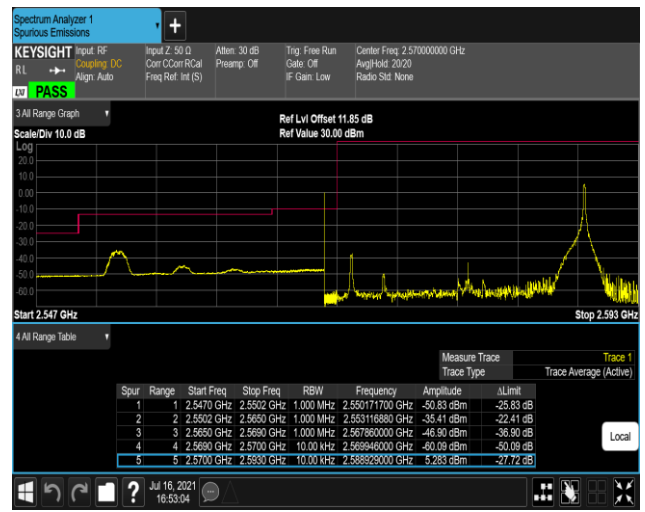 Spectrum Analyzer 1
Spurious Emissions
+
KEYSIGHT Input: RF Input Z: 50 Ω Atten: 30 dB Trig: Free Run Center Freq: 2.570000000 GHz
RL Coupling: DC Corr CCorr RCal Preamp: Off Gate: Off Avg|Hold: 20/20
Align: Auto Freq Ref: Int (S) IF Gain: Low Radio Std: None
LXI PASS
3 All Range Graph
Ref Lvl Offset 11.85 dB
Scale/Div 10.0 dB Ref Value 30.00 dBm
Log
20.0
10.0
0.00
-10.0
-20.0
-30.0
-40.0
-50.0
-60.0
Start 2.547 GHz Stop 2.593 GHz
4 All Range Table
Measure Trace Trace 1
Trace Type Trace Average (Active)
Spur Range Start Freq Stop Freq RBW Frequency Amplitude ΔLimit
1 1 2.5470 GHz 2.5502 GHz 1.000 MHz 2.550171700 GHz -50.83 dBm -25.83 dB
2 2 2.5502 GHz 2.5650 GHz 1.000 MHz 2.553116880 GHz -35.41 dBm -22.41 dB
3 3 2.5650 GHz 2.5690 GHz 1.000 MHz 2.567860000 GHz -46.90 dBm -36.90 dB
4 4 2.5690 GHz 2.5700 GHz 10.00 kHz 2.569946000 GHz -60.09 dBm -50.09 dB
5 5 2.5700 GHz 2.5930 GHz 10.00 kHz 2.588929000 GHz 5.283 dBm -27.72 dB
Local
? Jul 16, 2021
16:53:04